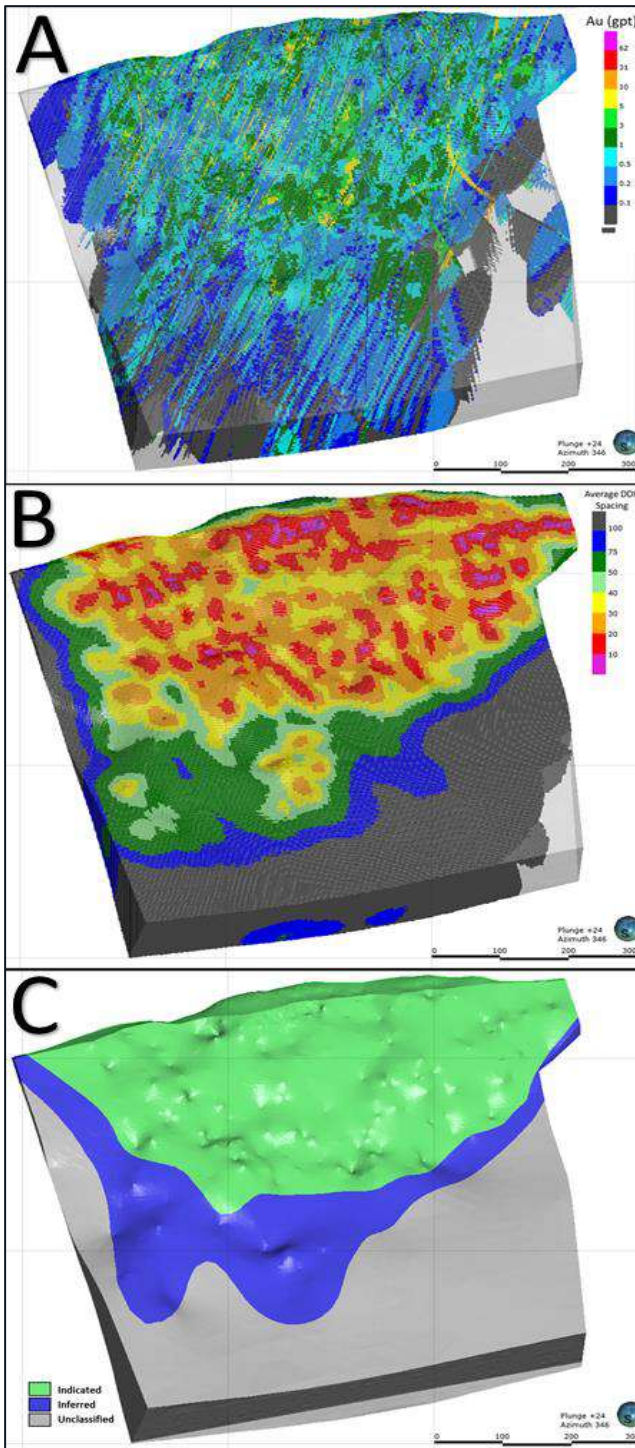 A
Au (gpt)
62
31
10
5
3
1
0.5
0.2
0.1
Plunge +24
Azimuth 346
0 100 200 300
B
Average DDH
Spacing
100
75
50
40
30
20
10
Plunge +24
Azimuth 346
0 100 200 300
C
Indicated
Inferred
Unclassified
Plunge +24
Azimuth 346
0 100 200 300